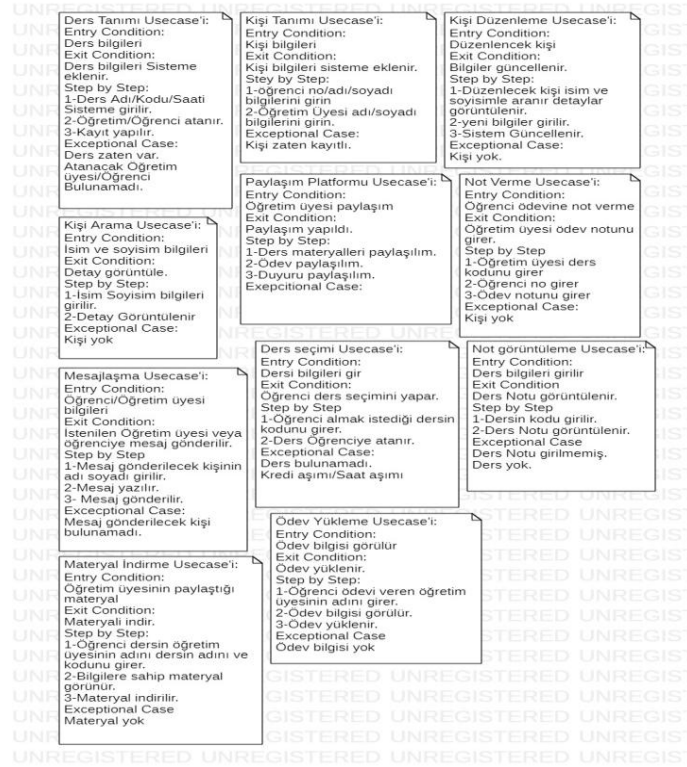 Ders Tanımı Usecase'i:
Entry Condition:
Ders bilgileri
Exit Condition:
Ders bilgileri Sisteme
eklenir.
Step by Step:
1-Ders Adı/Kodu/Saati
Sisteme girilir.
2-Öğretim/Öğrenci atanır.
3-Kayıt yapılır.
Exceptional Case:
Ders zaten var.
Atanacak Öğretim
üyesi/Öğrenci
Bulunamadı.
Kişi Tanımı Usecase'i:
Entry Condition:
Kişi bilgileri
Exit Condition:
Kişi bilgileri sisteme eklenir.
Stey by Step:
1-öğrenci no/adı/soyadı
bilgilerini girin
2-Öğretim Üyesi adı/soyadı
bilgilerini girin.
Exceptional Case:
Kişi zaten kayıtlı.
Kişi Düzenleme Usecase'i:
Entry Condition:
Düzenlencek kişi
Exit Condition:
Bilgiler güncellenir.
Step by Step:
1-Düzenlecek kişi isim ve
soyisimle aranır detaylar
görüntülenir.
2-yeni bilgiler girilir.
3-Sistem Güncellenir.
Exceptional Case:
Kişi yok.
Kişi Arama Usecase'i:
Entry Condition:
İsim ve soyisim bilgileri
Exit Condition:
Detay görüntüle.
Step by Step:
1-İsim Soyisim bilgileri
girilir.
2-Detay Görüntülenir
Exceptional Case:
Kişi yok
Paylaşım Platformu Usecase'i:
Entry Condition:
Öğretim üyesi paylaşım
Exit Condition:
Paylaşım yapıldı.
Step by Step:
1-Ders materyalleri paylaşılım.
2-Ödev paylaşılım.
3-Duyuru paylaşılım.
Exepcitional Case:
Not Verme Usecase'i:
Entry Condition:
Öğrenci ödevine not verme
Exit Condition:
Öğretim üyesi ödev notunu
girer.
Step by Step
1-Öğretim üyesi ders
kodunu girer
2-Öğrenci no girer
3-Ödev notunu girer
Exceptional Case:
Kişi yok
Mesajlaşma Usecase'i:
Entry Condition:
Öğrenci/Öğretim üyesi
bilgileri
Exit Condition:
İstenilen Öğretim üyesi veya
öğrenciye mesaj gönderilir.
Step by Step
1-Mesaj gönderilecek kişinin
adı soyadı girilir.
2-Mesaj yazılır.
3- Mesaj gönderilir.
Excecptional Case:
Mesaj gönderilecek kişi
bulunamadı.
Ders seçimi Usecase'i:
Entry Condition:
Dersi bilgileri gir
Exit Condition:
Öğrenci ders seçimini yapar.
Step by Step
1-Öğrenci almak istediği dersin
kodunu girer.
2-Ders Öğrenciye atanır.
Exceptional Case:
Ders bulunamadı.
Kredi aşımı/Saat aşımı
Not görüntüleme Usecase'i:
Entry Condition:
Ders bilgileri girilir
Exit Condition
Ders Notu görüntülenir.
Step by Step
1-Dersin kodu girilir.
2-Ders Notu görüntülenir.
Exceptional Case
Ders Notu girilmemiş.
Ders yok.
Materyal İndirme Usecase'i:
Entry Condition:
Öğretim üyesinin paylaştığı
materyal
Exit Condition:
Materyali indir.
Step by Step:
1-Öğrenci dersin öğretim
üyesinin adını dersin adını ve
kodunu girer.
2-Bilgilere sahip materyal
görünür.
3-Materyal indirilir.
Exceptional Case
Materyal yok
Ödev Yükleme Usecase'i:
Entry Condition:
Ödev bilgisi görülür
Exit Condition:
Ödev yüklenir.
Step by Step:
1-Öğrenci ödevi veren öğretim
üyesinin adını girer.
2-Ödev bilgisi görülür.
3-Ödev yüklenir.
Exceptional Case
Ödev bilgisi yok